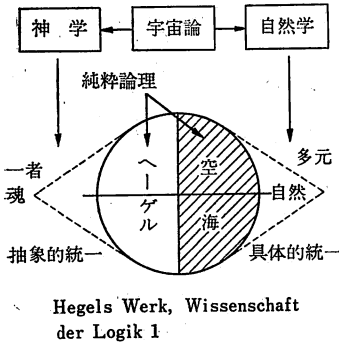 神学
宇宙論
自然学
純粋論理
一者
魂
ヘーゲル
空海
多元
自然
抽象的統一
具体的統一
Hegels Werk, Wissenschaft
der Logik 1